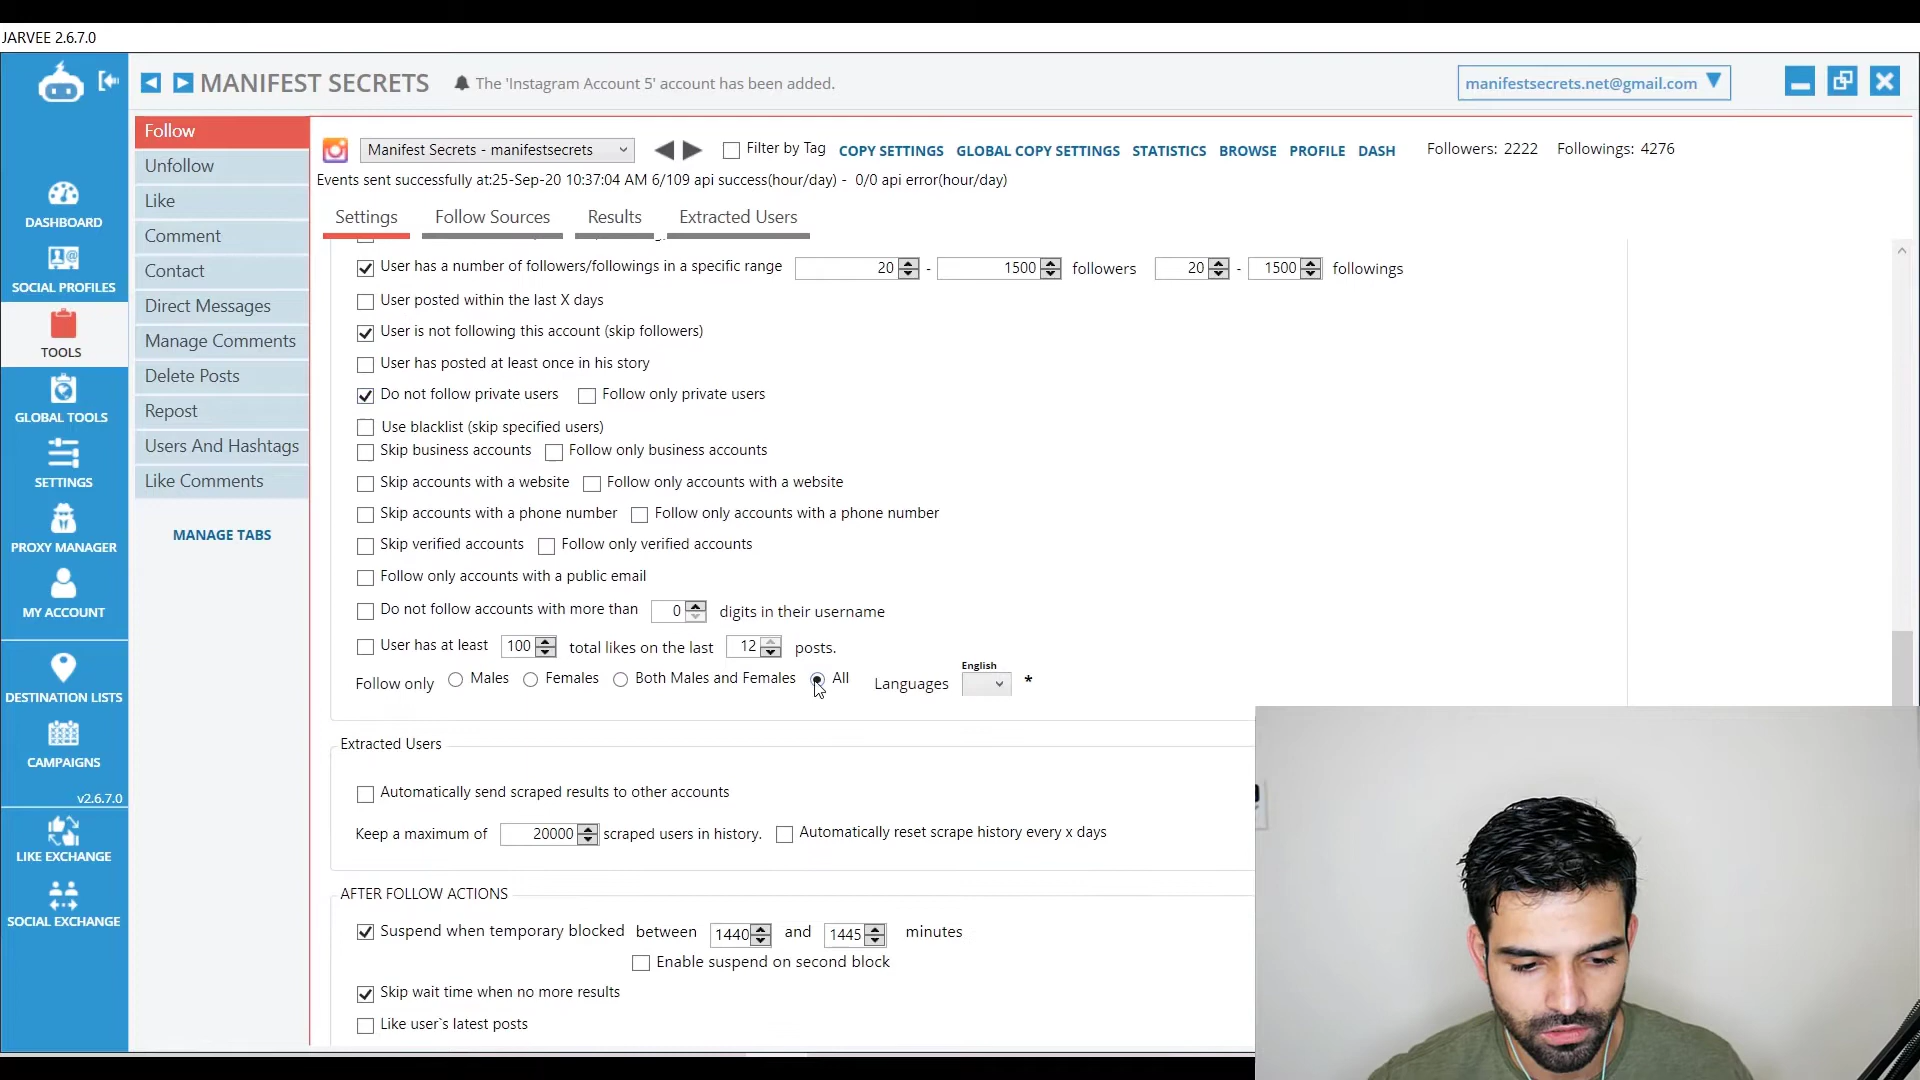 JARVEE 2.6.7.0
MANIFEST SECRETS The 'Instagram Account 5' account has been added. manifestsecrets.net@gmail.com
DASHBOARD
SOCIAL PROFILES
TOOLS
GLOBAL TOOLS
SETTINGS
PROXY MANAGER
MY ACCOUNT
DESTINATION LISTS
CAMPAIGNS
v2.6.7.0
LIKE EXCHANGE
SOCIAL EXCHANGE
Follow
Unfollow
Like
Comment
Contact
Direct Messages
Manage Comments
Delete Posts
Repost
Users And Hashtags
Like Comments
MANAGE TABS
Manifest Secrets - manifestsecrets Filter by Tag COPY SETTINGS GLOBAL COPY SETTINGS STATISTICS BROWSE PROFILE DASH Followers: 2222 Followings: 4276
Events sent successfully at:25-Sep-20 10:37:04 AM 6/109 api success(hour/day) - 0/0 api error(hour/day)
Settings Follow Sources Results Extracted Users
User has a number of followers/followings in a specific range 20 - 1500 followers 20 - 1500 followings
User posted within the last X days
User is not following this account (skip followers)
User has posted at least once in his story
Do not follow private users Follow only private users
Use blacklist (skip specified users)
Skip business accounts Follow only business accounts
Skip accounts with a website Follow only accounts with a website
Skip accounts with a phone number Follow only accounts with a phone number
Skip verified accounts Follow only verified accounts
Follow only accounts with a public email
Do not follow accounts with more than 0 digits in their username
User has at least 100 total likes on the last 12 posts.
English
Follow only Males Females Both Males and Females All Languages *
Extracted Users
Automatically send scraped results to other accounts
Keep a maximum of 20000 scraped users in history. Automatically reset scrape history every x days
AFTER FOLLOW ACTIONS
Suspend when temporary blocked between 1440 and 1445 minutes
Enable suspend on second block
Skip wait time when no more results
Like user`s latest posts